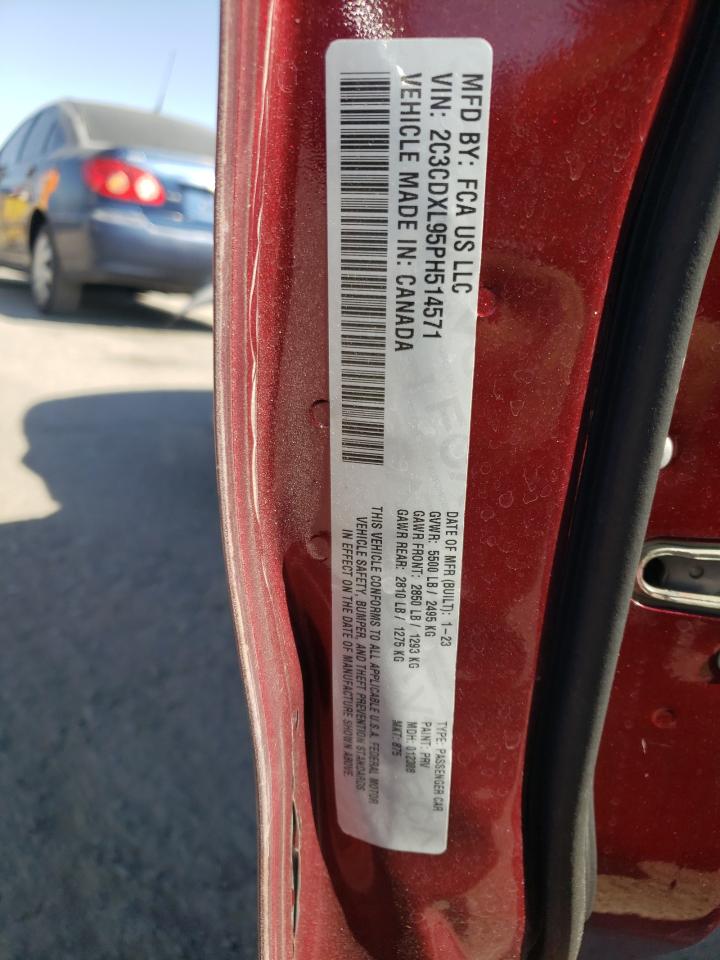 MFD BY: FCA US LLC
VIN: 2C3CDXL95PH514571
VEHICLE MADE IN: CANADA
DATE OF MFR (BUILT): 1-23
GVWR: 5500 LB / 2495 KG
GAWR FRONT: 2850 LB / 1293 KG
GAWR REAR: 2810 LB / 1275 KG
THIS VEHICLE CONFORMS TO ALL APPLICABLE U.S.A. FEDERAL MOTOR
VEHICLE SAFETY, BUMPER, AND THEFT PREVENTION STANDARDS
IN EFFECT ON THE DATE OF MANUFACTURE SHOWN ABOVE.
TYPE: PASSENGER CAR
PAINT: PRV
MDH: 012308
MKT: 875